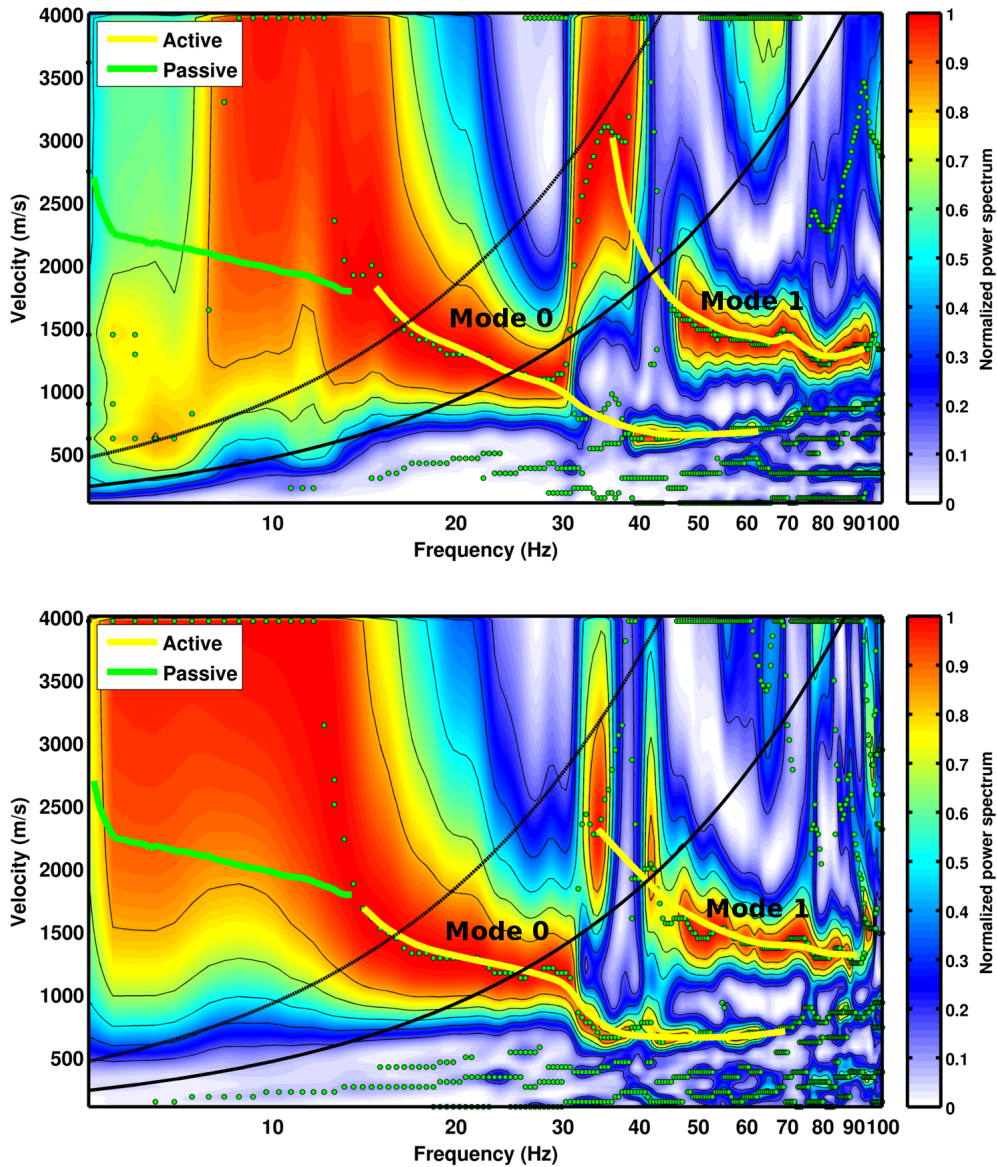 4000
3500
3000
2500
2000
1500
1000
500
Velocity (m/s)
Active
Passive
Mode 0
Mode 1
10 20 30 40 50 60 70 80 90 100
Frequency (Hz)
1
0.9
0.8
0.7
0.6
0.5
0.4
0.3
0.2
0.1
0
Normalized power spectrum
4000
3500
3000
2500
2000
1500
1000
500
Velocity (m/s)
Active
Passive
Mode 0
Mode 1
10 20 30 40 50 60 70 80 90 100
Frequency (Hz)
1
0.9
0.8
0.7
0.6
0.5
0.4
0.3
0.2
0.1
0
Normalized power spectrum